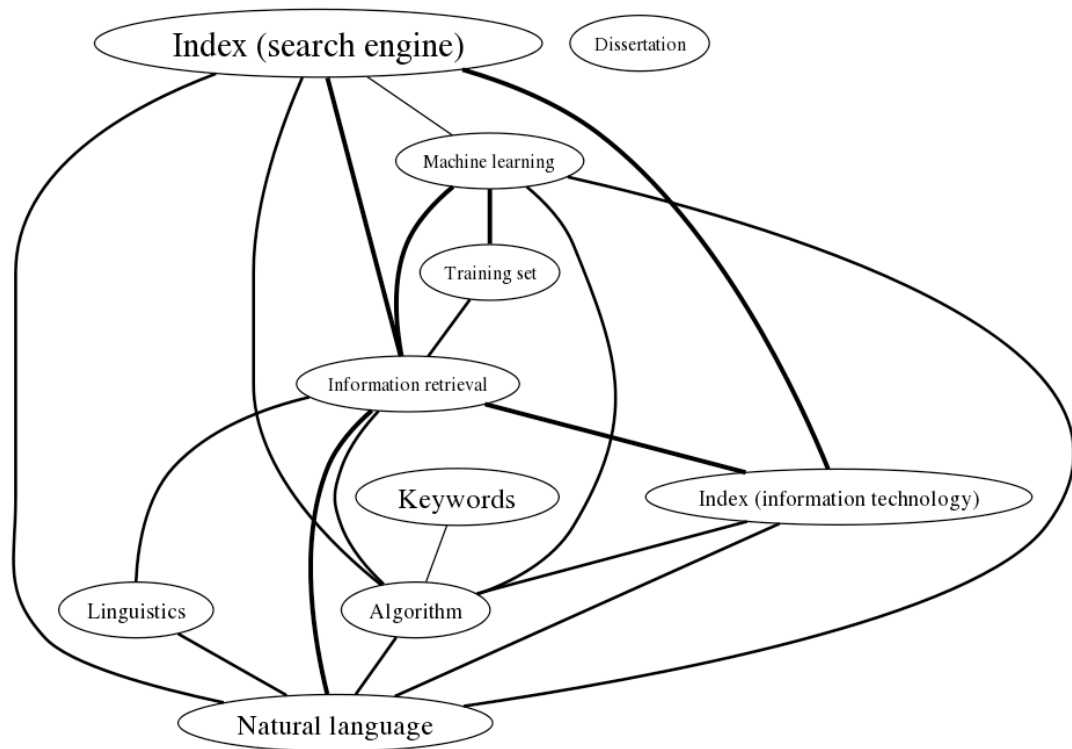 Index (search engine)
Dissertation
Machine learning
Training set
Information retrieval
Keywords
Index (information technology)
Linguistics
Algorithm
Natural language